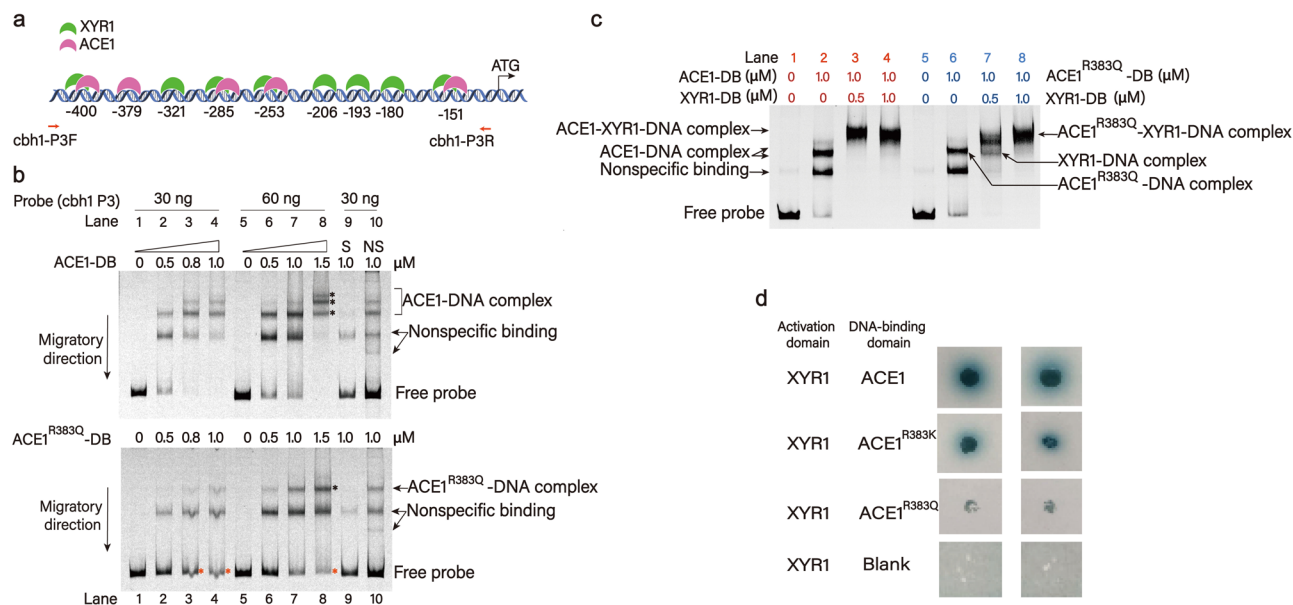 a
XYR1
ACE1
ATG
-400 -379 -321 -285 -253 -206 -193 -180 -151
cbh1-P3F cbh1-P3R
b
Probe (cbh1 P3) 30 ng 60 ng 30 ng
Lane 1 2 3 4 5 6 7 8 9 10
S NS
ACE1-DB 0 0.5 0.8 1.0 0 0.5 1.0 1.5 1.0 1.0 μM
*
*
*
ACE1-DNA complex
Nonspecific binding
Migratory
direction
Free probe
ACE1R383Q-DB 0 0.5 0.8 1.0 0 0.5 1.0 1.5 1.0 1.0 μM
* ACE1R383Q -DNA complex
Nonspecific binding
Migratory
direction
* * * Free probe
Lane 1 2 3 4 5 6 7 8 9 10
c
Lane 1 2 3 4 5 6 7 8
ACE1-DB (μM) 0 1.0 1.0 1.0 0 1.0 1.0 1.0 ACE1R383Q -DB (μM)
XYR1-DB (μM) 0 0 0.5 1.0 0 0 0.5 1.0 XYR1-DB (μM)
ACE1-XYR1-DNA complex
ACE1-DNA complex
Nonspecific binding
Free probe
ACE1R383Q-XYR1-DNA complex
XYR1-DNA complex
ACE1R383Q -DNA complex
d
Activation DNA-binding
domain domain
XYR1 ACE1
XYR1 ACE1R383K
XYR1 ACE1R383Q
XYR1 Blank